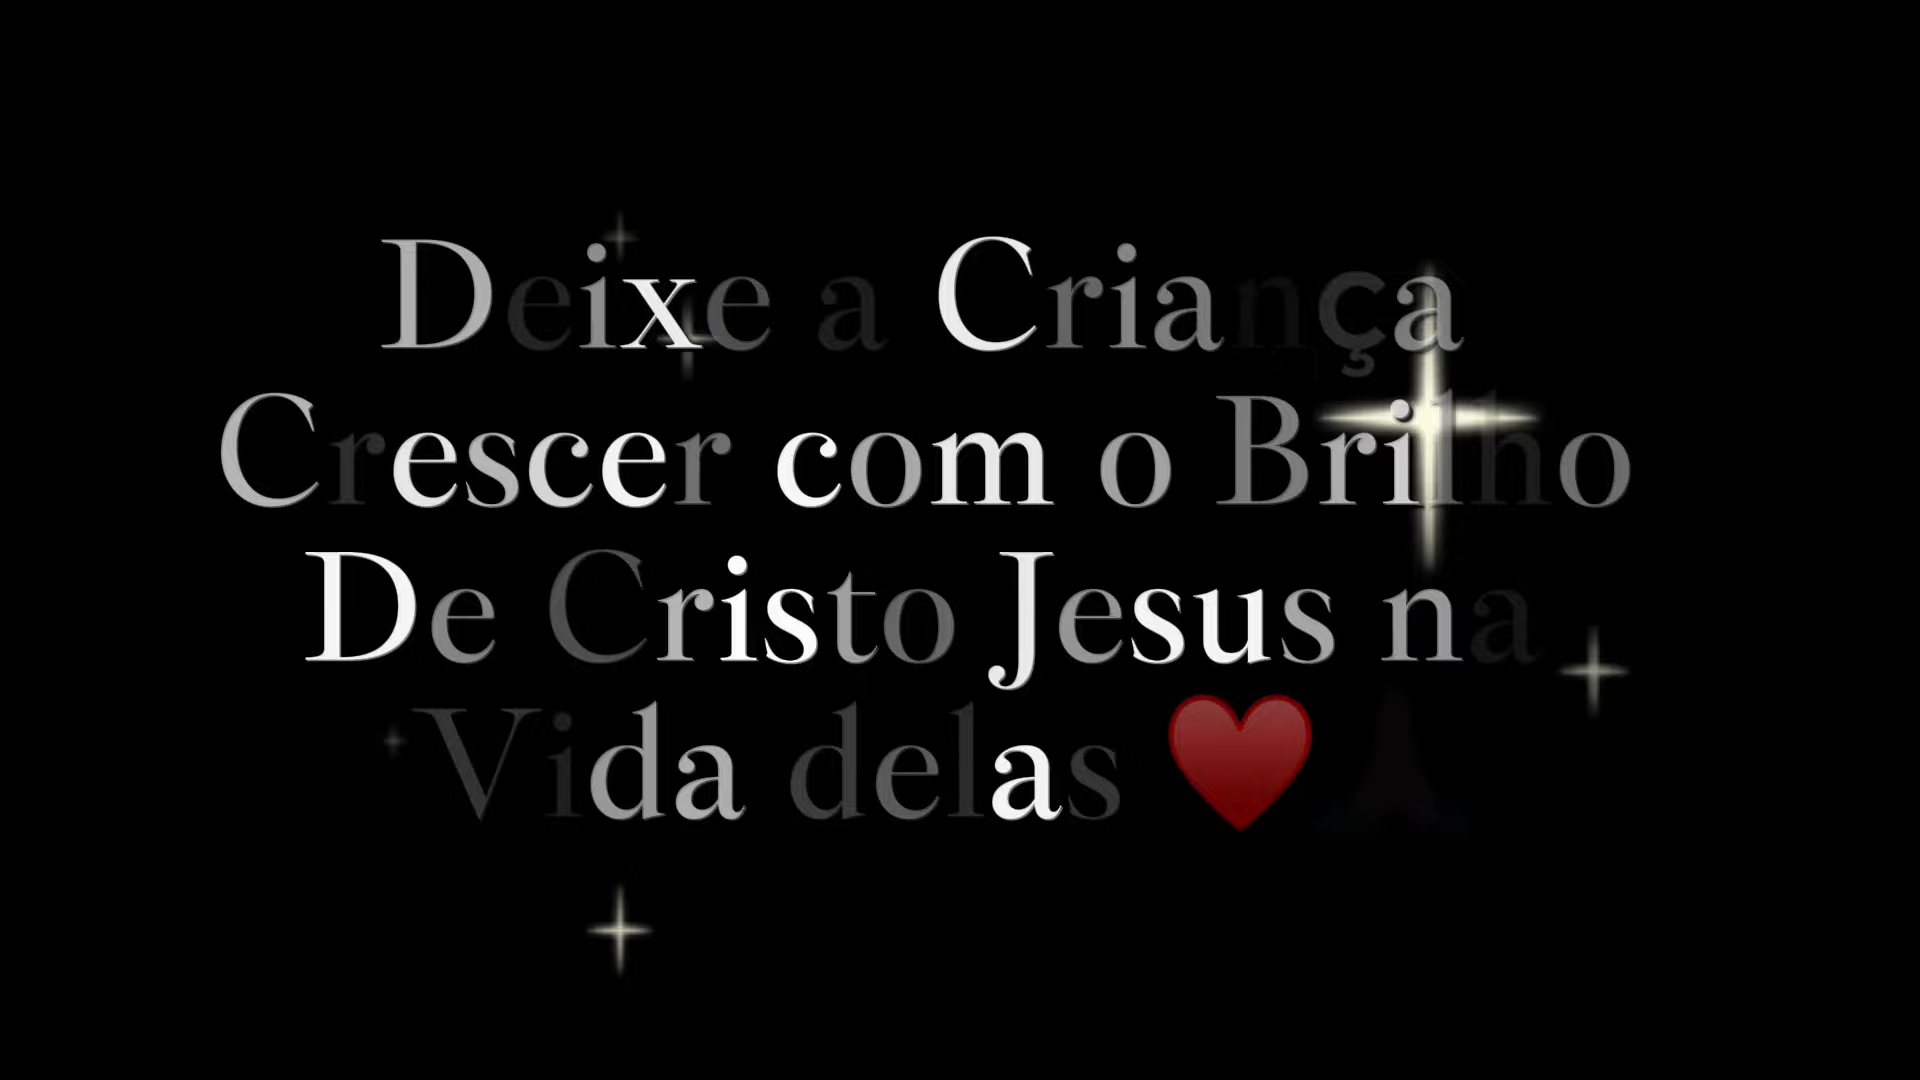 Deixe a Criança
Crescer com o Brilho
De Cristo Jesus na
Vida delas ♥️🙏